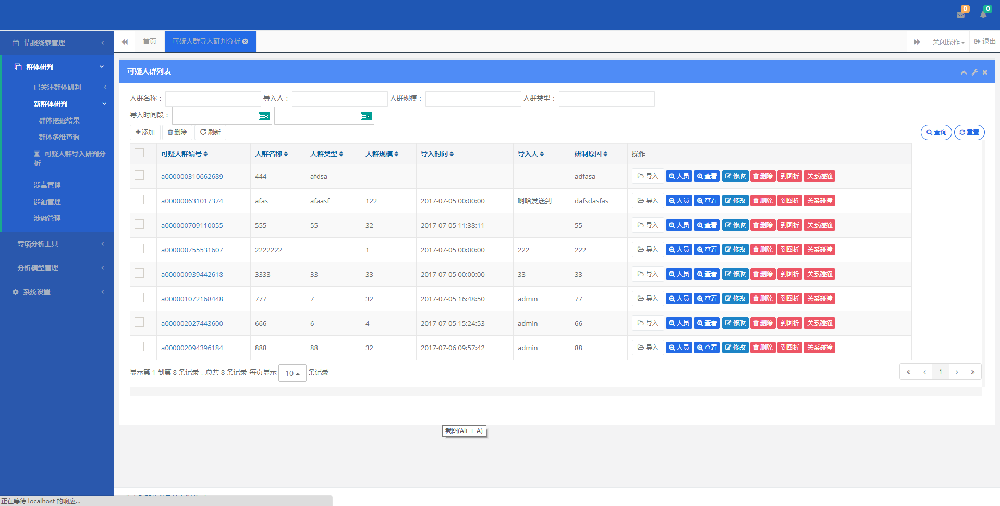 0
0
情报线索管理
首页
可疑人群导入研判分析
关闭操作
退出
群体研判
已关注群体研判
新群体研判
群体挖掘结果
群体多维查询
可疑人群导入研判分
析
涉毒管理
涉疆管理
涉恐管理
专项分析工具
分析模型管理
系统设置
可疑人群列表
人群名称： 导入人： 人群规模： 人群类型：
导入时间段：
添加 删除 刷新 查询 重置
可疑人群编号 人群名称 人群类型 人群规模 导入时间 导入人 研制原因 操作
a000000310662689 444 afdsa adfasa 导入 人员 查看 修改 删除 到图析 关系碰撞
a000000631017374 afas afaasf 122 2017-07-05 00:00:00 啊哈发送到 dafsdasfas 导入 人员 查看 修改 删除 到图析 关系碰撞
a000000709110055 555 55 32 2017-07-05 11:38:11 55 导入 人员 查看 修改 删除 到图析 关系碰撞
a000000755531607 2222222 1 2017-07-05 00:00:00 222 222 导入 人员 查看 修改 删除 到图析 关系碰撞
a000000939442618 3333 33 33 2017-07-05 00:00:00 33 33 导入 人员 查看 修改 删除 到图析 关系碰撞
a000001072168448 777 7 32 2017-07-05 16:48:50 admin 77 导入 人员 查看 修改 删除 到图析 关系碰撞
a000002027443600 666 6 4 2017-07-05 15:24:53 admin 66 导入 人员 查看 修改 删除 到图析 关系碰撞
a000002094396184 888 88 32 2017-07-06 09:57:42 admin 88 导入 人员 查看 修改 删除 到图析 关系碰撞
显示第 1 到第 8 条记录，总共 8 条记录 每页显示 10 条记录
« ‹ 1 › »
截图(Alt + A)
正在等待 localhost 的响应...